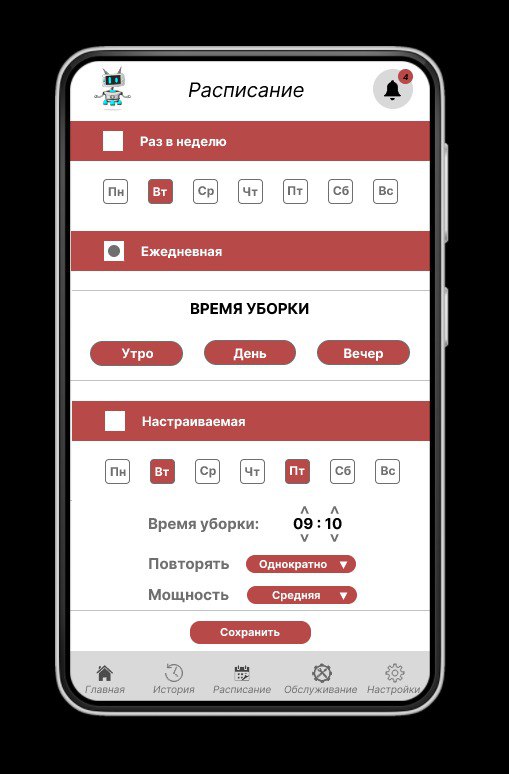 Расписание
4
Раз в неделю
Пн Вт Ср Чт Пт Сб Вс
Ежедневная
ВРЕМЯ УБОРКИ
Утро День Вечер
Настраиваемая
Пн Вт Ср Чт Пт Сб Вс
Время уборки: 09 : 10
Повторять Однократно
Мощность Средняя
Сохранить
Главная История Расписание Обслуживание Настройки